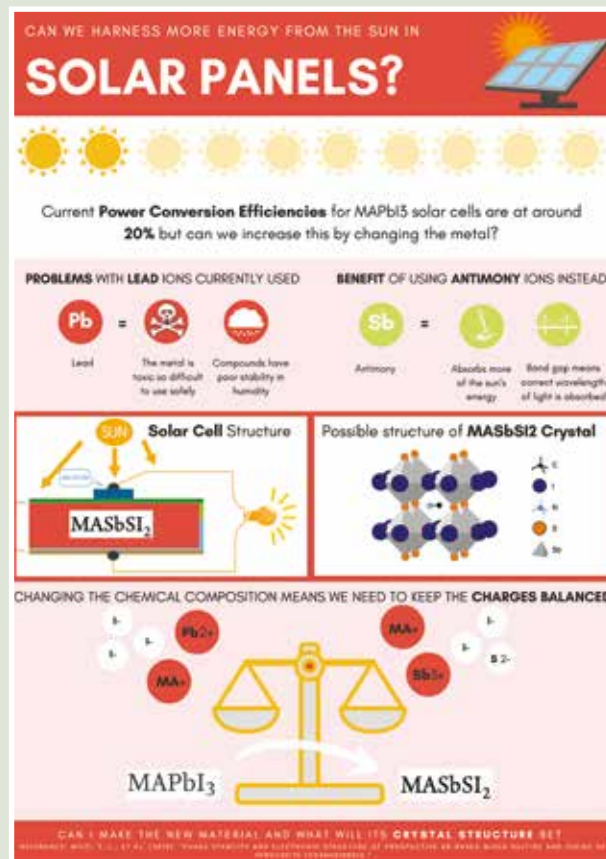 CAN WE HARNESS MORE ENERGY FROM THE SUN IN
SOLAR PANELS?
Current Power Conversion Efficiencies for MAPbI3 solar cells are at around
20% but can we increase this by changing the metal?
PROBLEMS WITH LEAD IONS CURRENTLY USED
Pb =
Lead
The metal is
toxic so difficult
to use safely
Compounds have
poor stability in
humidity
BENEFIT OF USING ANTIMONY IONS INSTEAD
Sb =
Antimony
Absorbs more
of the sun's
energy
Band gap means
correct wavelength
of light is absorbed
Solar Cell Structure
SUN
MASbSI₂
Possible structure of MASbSI2 Crystal
C
I
N
S
Sb
CHANGING THE CHEMICAL COMPOSITION MEANS WE NEED TO KEEP THE CHARGES BALANCED
I-
I-
I-
Pb2+
MA+
MA+
Sb3+
I-
I-
S 2-
MAPbI₃
MASbSI₂
CAN I MAKE THE NEW MATERIAL AND WHAT WILL ITS CRYSTAL STRUCTURE BE?